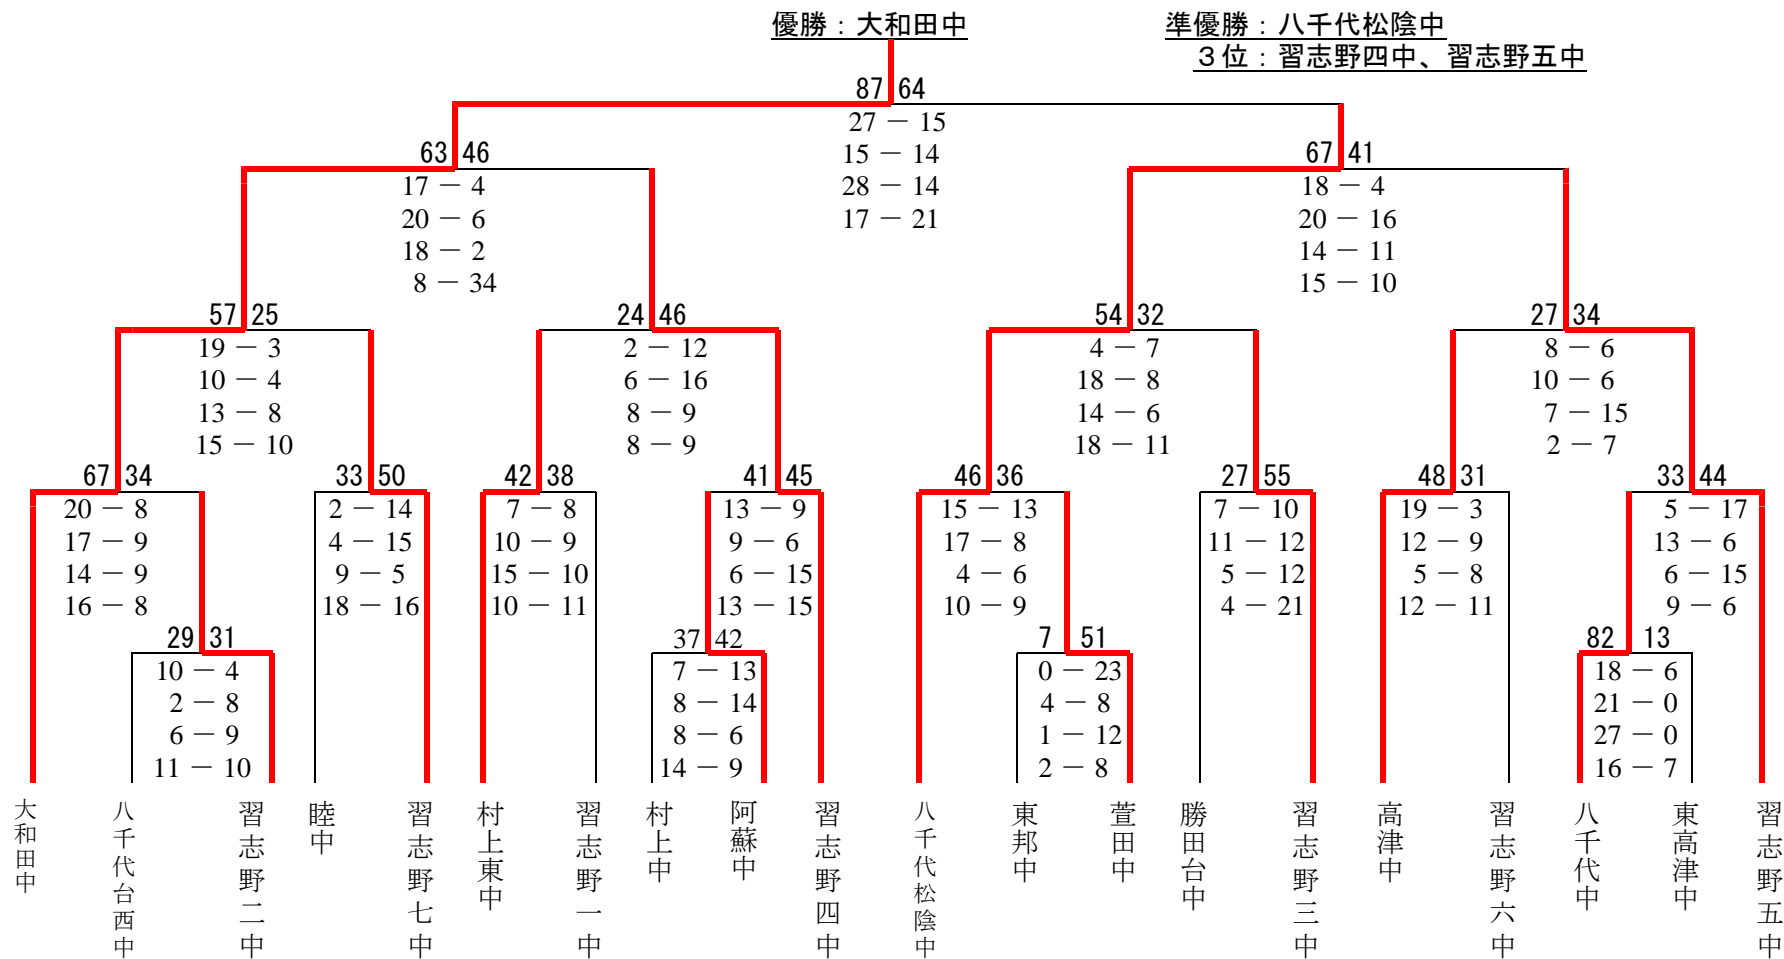 優勝：大和田中
準優勝：八千代松陰中
３位：習志野四中、習志野五中
87 64
27 － 15
15 － 14
28 － 14
17 － 21
63 46
17 － 4
20 － 6
18 － 2
8 － 34
67 41
18 － 4
20 － 16
14 － 11
15 － 10
57 25
19 － 3
10 － 4
13 － 8
15 － 10
24 46
2 － 12
6 － 16
8 － 9
8 － 9
54 32
4 － 7
18 － 8
14 － 6
18 － 11
27 34
8 － 6
10 － 6
7 － 15
2 － 7
67 34
20 － 8
17 － 9
14 － 9
16 － 8
33 50
2 － 14
4 － 15
9 － 5
18 － 16
42 38
7 － 8
10 － 9
15 － 10
10 － 11
41 45
13 － 9
9 － 6
6 － 15
13 － 15
46 36
15 － 13
17 － 8
4 － 6
10 － 9
27 55
7 － 10
11 － 12
5 － 12
4 － 21
48 31
19 － 3
12 － 9
5 － 8
12 － 11
33 44
5 － 17
13 － 6
6 － 15
9 － 6
29 31
10 － 4
2 － 8
6 － 9
11 － 10
37 42
7 － 13
8 － 14
8 － 6
14 － 9
7 51
0 － 23
4 － 8
1 － 12
2 － 8
82 13
18 － 6
21 － 0
27 － 0
16 － 7
大和田中
八千代台西中
習志野二中
睦中
習志野七中
村上東中
習志野一中
村上中
阿蘇中
習志野四中
八千代松陰中
東邦中
萱田中
勝田台中
習志野三中
高津中
習志野六中
八千代中
東高津中
習志野五中